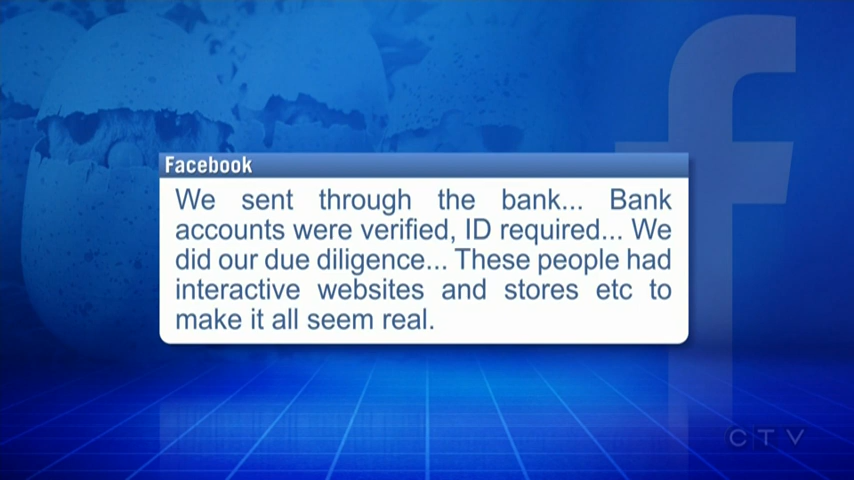 Facebook
We sent through the bank... Bank
accounts were verified, ID required... We
did our due diligence... These people had
interactive websites and stores etc to
make it all seem real.
f
CTV